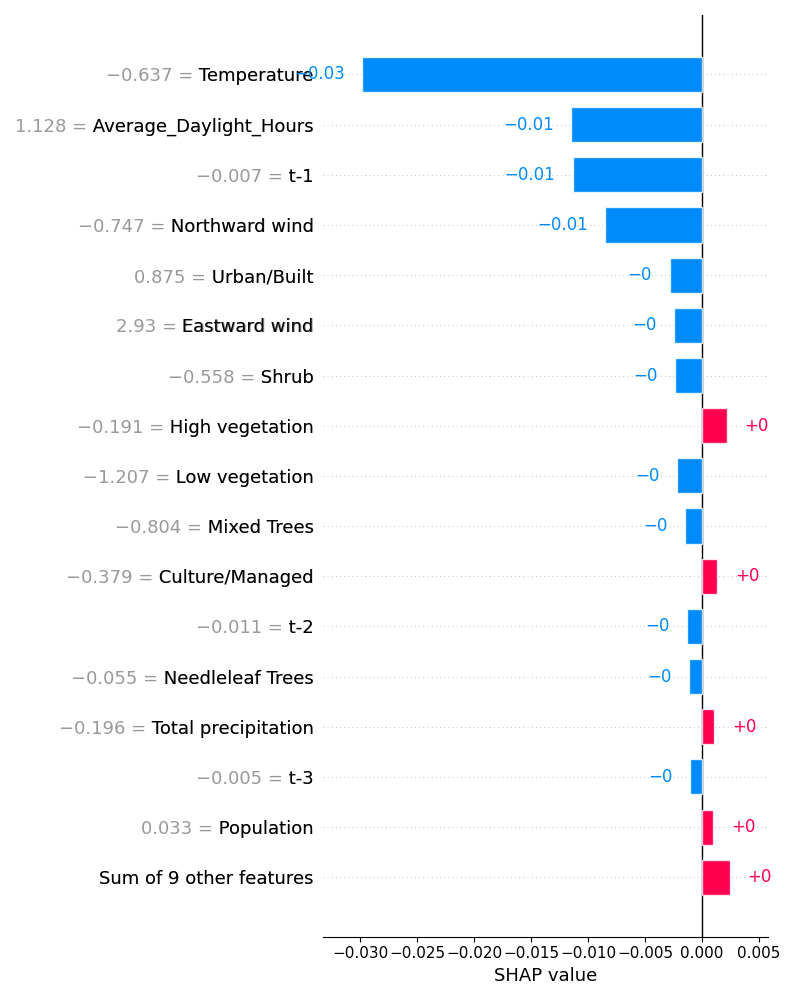 −0.637 = Temperature −0.03
1.128 = Average_Daylight_Hours −0.01
−0.007 = t-1 −0.01
−0.747 = Northward wind −0.01
0.875 = Urban/Built −0
2.93 = Eastward wind −0
−0.558 = Shrub −0
−0.191 = High vegetation +0
−1.207 = Low vegetation −0
−0.804 = Mixed Trees −0
−0.379 = Culture/Managed +0
−0.011 = t-2 −0
−0.055 = Needleleaf Trees −0
−0.196 = Total precipitation +0
−0.005 = t-3 −0
0.033 = Population +0
Sum of 9 other features +0
−0.030 −0.025 −0.020 −0.015 −0.010 −0.005 0.000 0.005
SHAP value